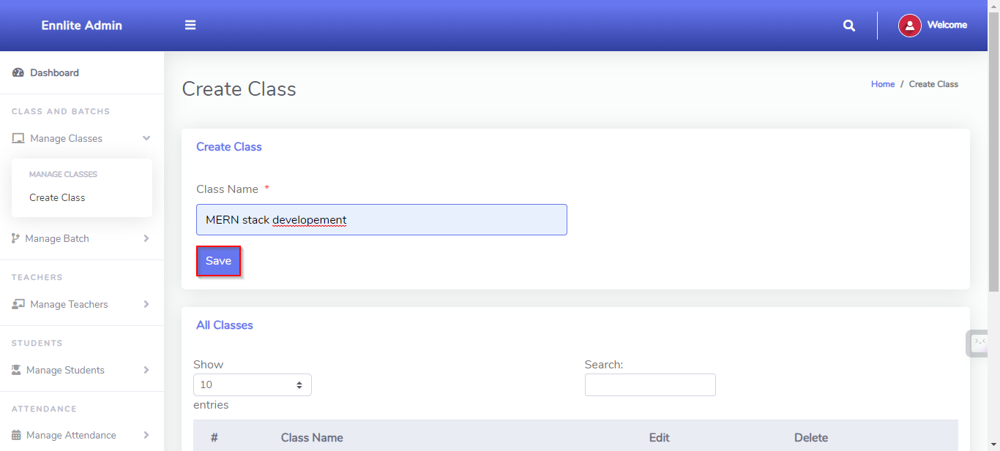 Ennlite Admin
Welcome
Dashboard
CLASS AND BATCHS
Manage Classes
MANAGE CLASSES
Create Class
Manage Batch
TEACHERS
Manage Teachers
STUDENTS
Manage Students
ATTENDANCE
Manage Attendance
Create Class
Home / Create Class
Create Class
Class Name *
MERN stack developement
Save
All Classes
Show
10
entries
Search:
# Class Name Edit Delete